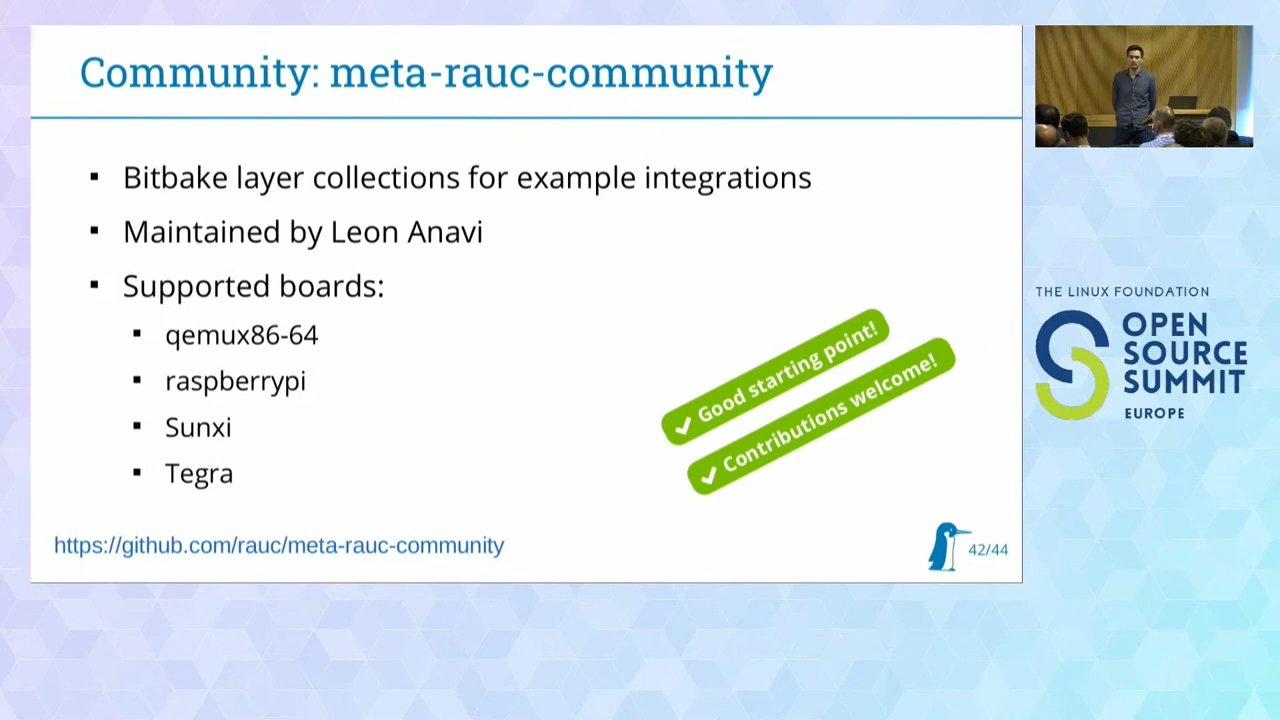 Community: meta-rauc-community
Bitbake layer collections for example integrations
Maintained by Leon Anavi
Supported boards:
qemux86-64
raspberrypi
Sunxi
Tegra
Good starting point!
Contributions welcome!
https://github.com/rauc/meta-rauc-community
42/44
THE LINUX FOUNDATION
OPEN
SOURCE
SUMMIT
EUROPE